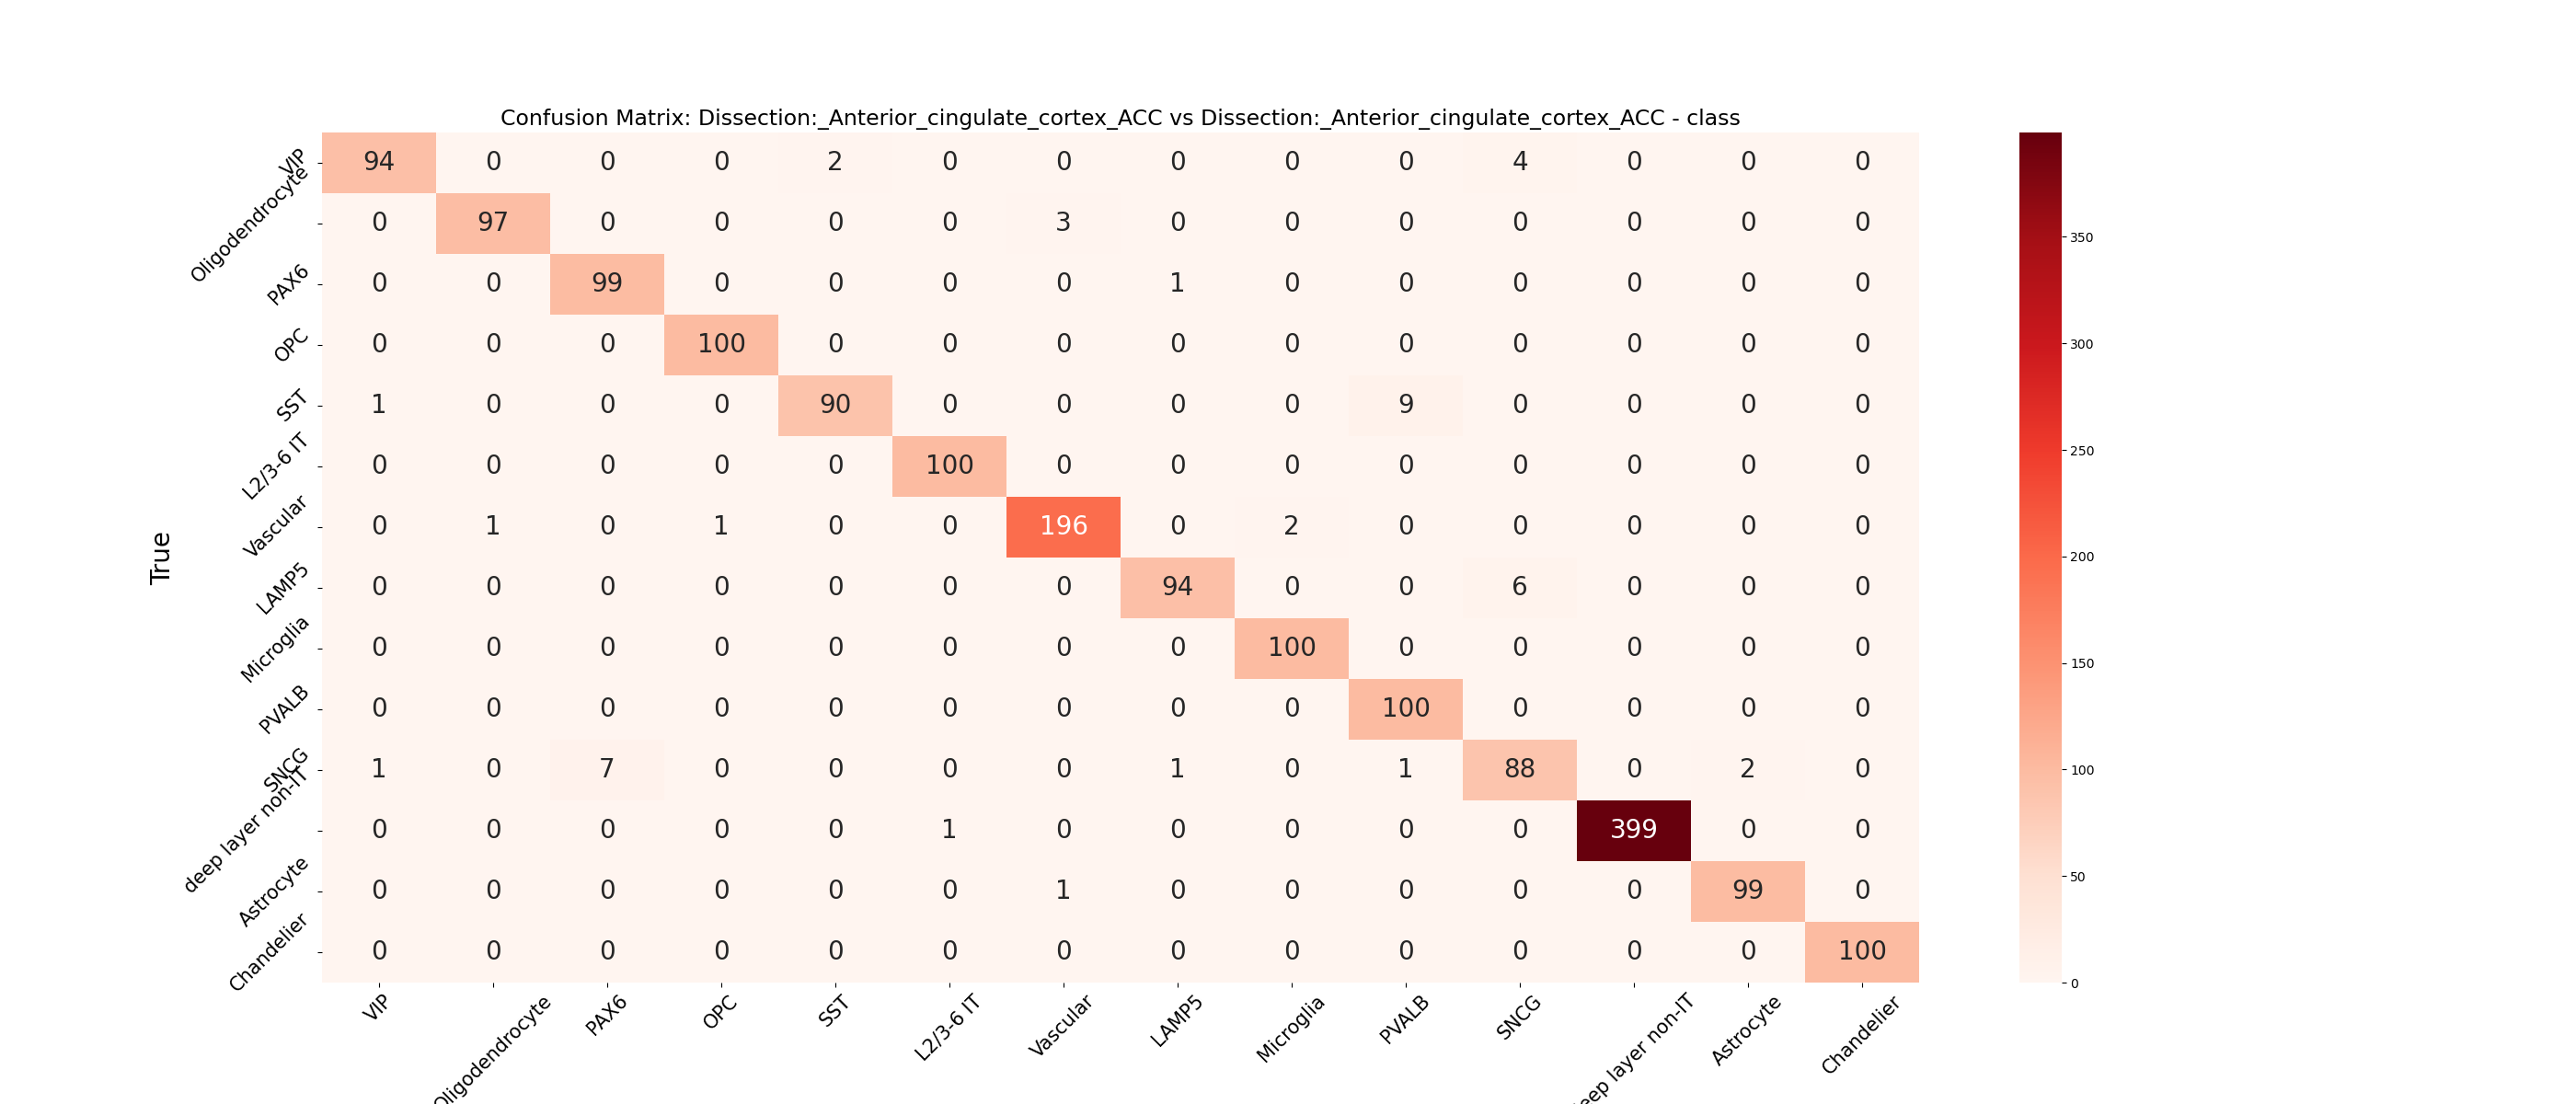 Confusion Matrix: Dissection:_Anterior_cingulate_cortex_ACC vs Dissection:_Anterior_cingulate_cortex_ACC - class
VIP 94 0 0 0 2 0 0 0 0 0 4 0 0 0
Oligodendrocyte 0 97 0 0 0 0 3 0 0 0 0 0 0 0
PAX6 0 0 99 0 0 0 0 1 0 0 0 0 0 0
OPC 0 0 0 100 0 0 0 0 0 0 0 0 0 0
SST 1 0 0 0 90 0 0 0 0 9 0 0 0 0
L2/3-6 IT 0 0 0 0 0 100 0 0 0 0 0 0 0 0
Vascular 0 1 0 1 0 0 196 0 2 0 0 0 0 0
LAMP5 0 0 0 0 0 0 0 94 0 0 6 0 0 0
Microglia 0 0 0 0 0 0 0 0 100 0 0 0 0 0
PVALB 0 0 0 0 0 0 0 0 0 100 0 0 0 0
SNCG 1 0 7 0 0 0 0 1 0 1 88 0 2 0
deep layer non-IT 0 0 0 0 0 1 0 0 0 0 0 399 0 0
Astrocyte 0 0 0 0 0 0 1 0 0 0 0 0 99 0
Chandelier 0 0 0 0 0 0 0 0 0 0 0 0 0 100
True
VIP Oligodendrocyte PAX6 OPC SST L2/3-6 IT Vascular LAMP5 Microglia PVALB SNCG eep layer non-IT Astrocyte Chandelier
350
300
250
200
150
100
50
0